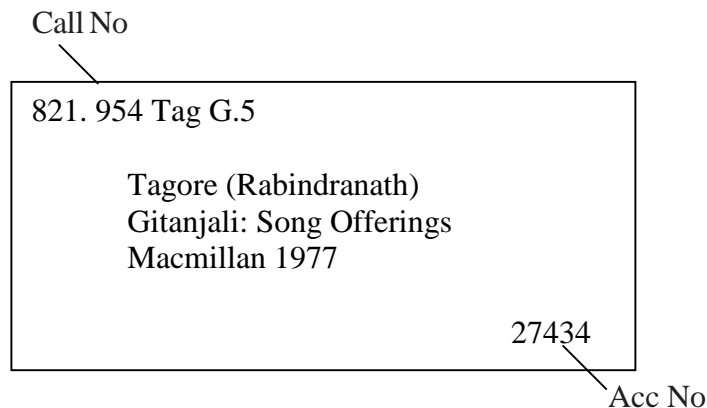 Call No
821. 954 Tag G.5
Tagore (Rabindranath)
Gitanjali: Song Offerings
Macmillan 1977
27434
Acc No